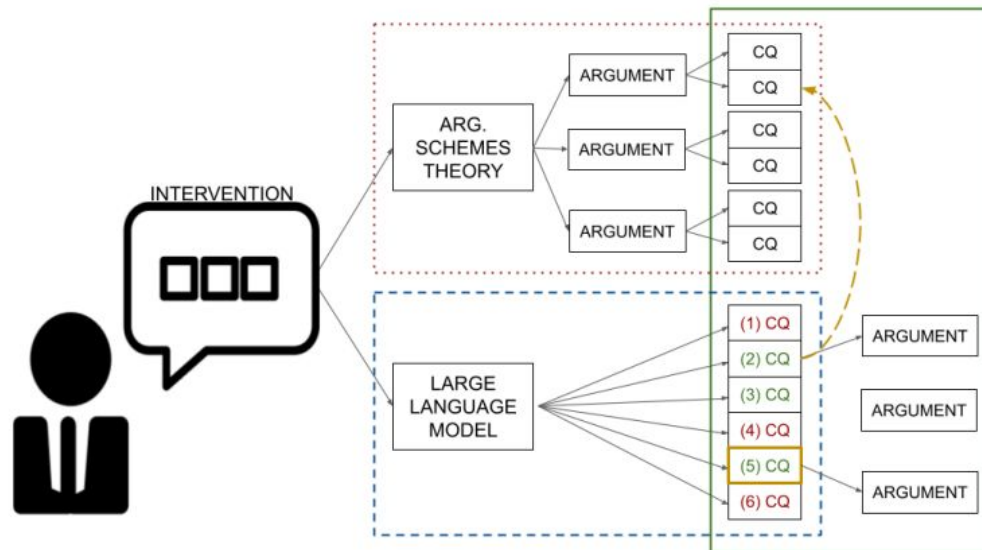 INTERVENTION
ARG.
SCHEMES
THEORY
ARGUMENT
ARGUMENT
ARGUMENT
CQ
CQ
CQ
CQ
CQ
CQ
LARGE
LANGUAGE
MODEL
(1) CQ
(2) CQ
(3) CQ
(4) CQ
(5) CQ
(6) CQ
ARGUMENT
ARGUMENT
ARGUMENT